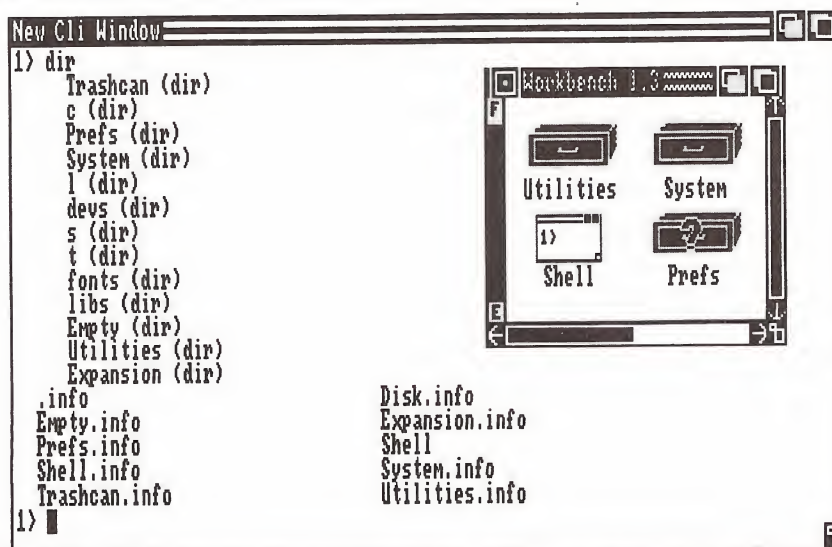 New Cli Window
1> dir
Trashcan (dir)
c (dir)
Prefs (dir)
System (dir)
l (dir)
devs (dir)
s (dir)
t (dir)
fonts (dir)
libs (dir)
Empty (dir)
Utilities (dir)
Expansion (dir)
.info Disk.info
Empty.info Expansion.info
Prefs.info Shell
Shell.info System.info
Trashcan.info Utilities.info
1>
Workbench 1.3
F
Utilities System
1>
Shell Prefs
E